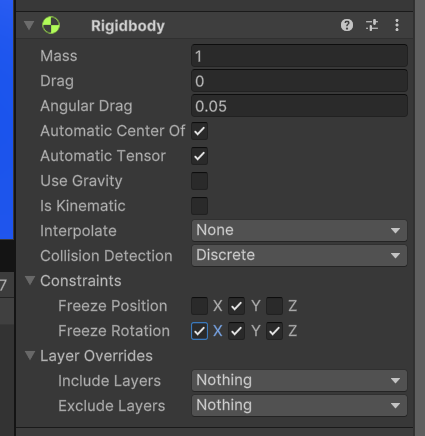 Rigidbody
Mass 1
Drag 0
Angular Drag 0.05
Automatic Center Of
Automatic Tensor
Use Gravity
Is Kinematic
Interpolate None
Collision Detection Discrete
Constraints
Freeze Position X Y Z
Freeze Rotation X Y Z
Layer Overrides
Include Layers Nothing
Exclude Layers Nothing
7